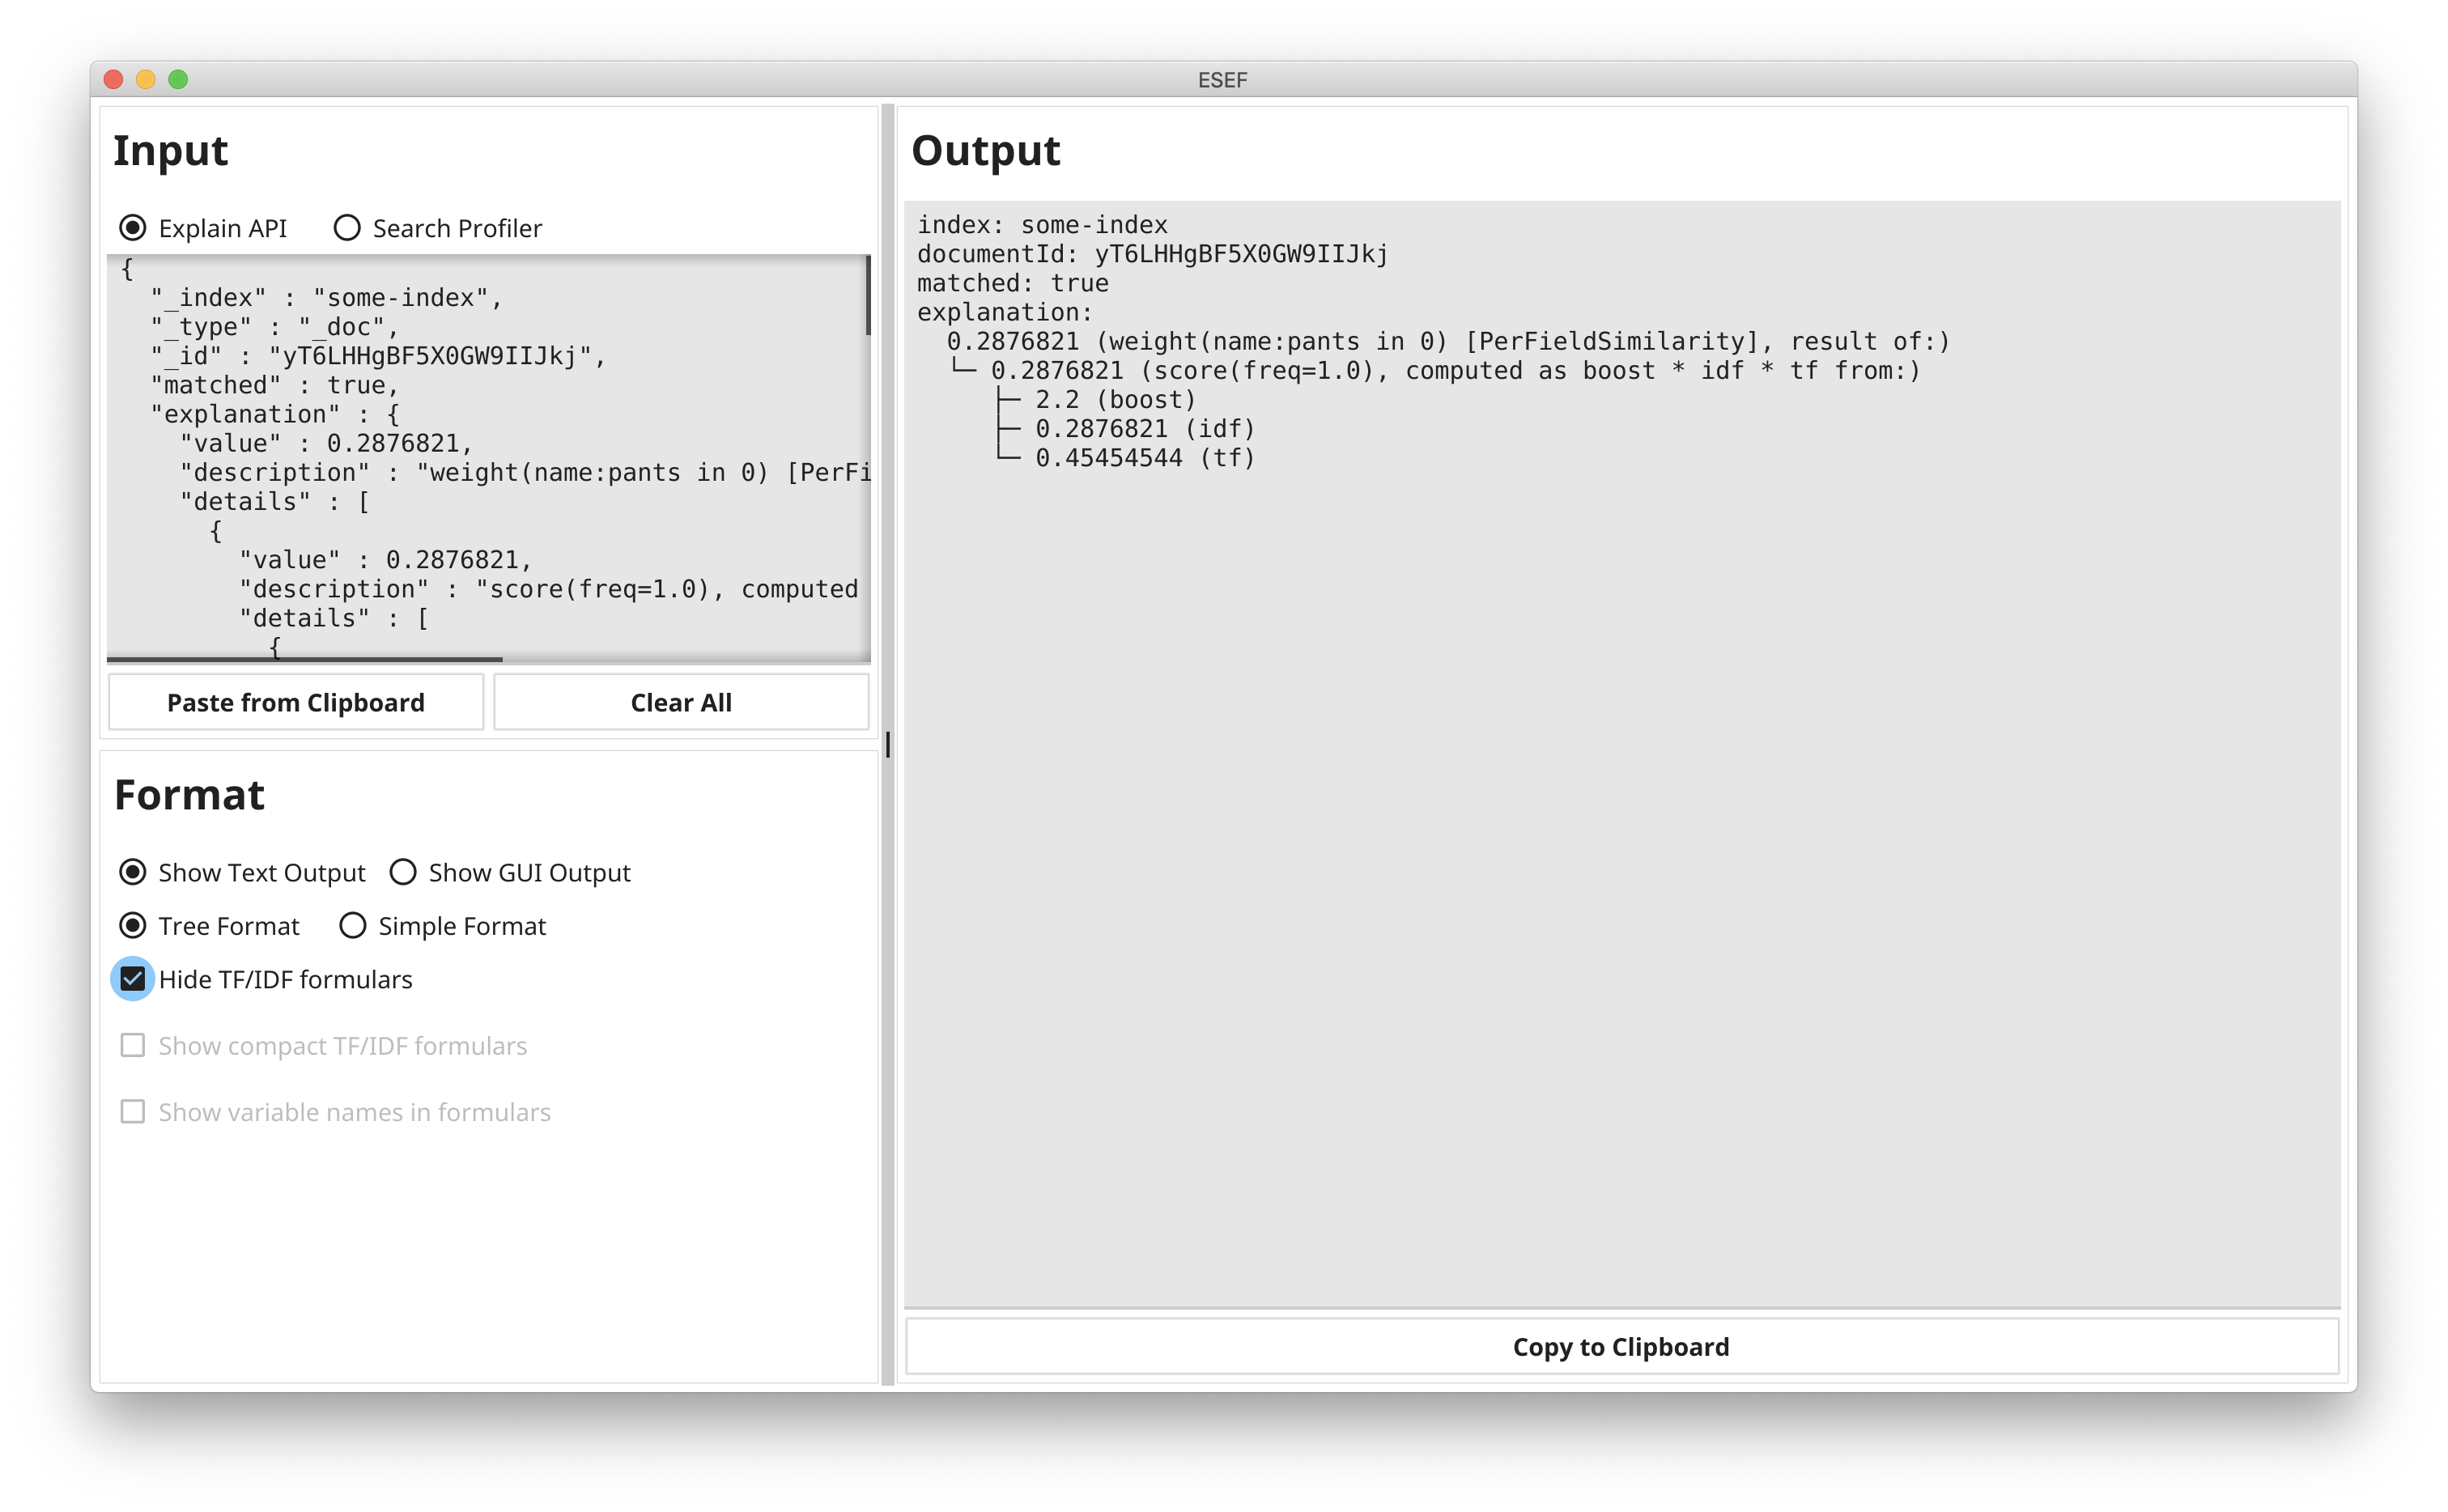 ESEF
Input
Explain API
Search Profiler
{
  "_index" : "some-index",
  "_type" : "_doc",
  "_id" : "yT6LHHgBF5X0GW9IIJkj",
  "matched" : true,
  "explanation" : {
    "value" : 0.2876821,
    "description" : "weight(name:pants in 0) [PerFi
    "details" : [
      {
        "value" : 0.2876821,
        "description" : "score(freq=1.0), computed
        "details" : [
          {
Paste from Clipboard
Clear All
Format
Show Text Output
Show GUI Output
Tree Format
Simple Format
Hide TF/IDF formulars
Show compact TF/IDF formulars
Show variable names in formulars
Output
index: some-index
documentId: yT6LHHgBF5X0GW9IIJkj
matched: true
explanation:
  0.2876821 (weight(name:pants in 0) [PerFieldSimilarity], result of:)
  └─ 0.2876821 (score(freq=1.0), computed as boost * idf * tf from:)
     ├─ 2.2 (boost)
     ├─ 0.2876821 (idf)
     └─ 0.45454544 (tf)
Copy to Clipboard